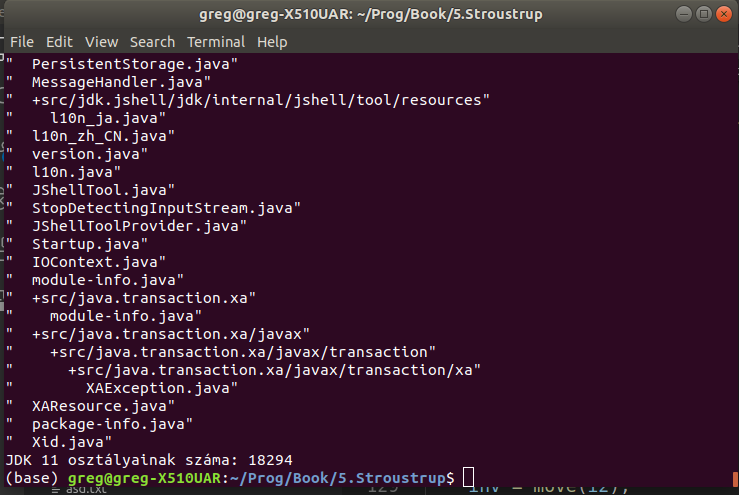 greg@greg-X510UAR: ~/Prog/Book/5.Stroustrup
File Edit View Search Terminal Help
"  PersistentStorage.java"
"  MessageHandler.java"
"  +src/jdk.jshell/jdk/internal/jshell/tool/resources"
"    l10n_ja.java"
"  l10n_zh_CN.java"
"  version.java"
"  l10n.java"
"  JShellTool.java"
"  StopDetectingInputStream.java"
"  JShellToolProvider.java"
"  Startup.java"
"  IOContext.java"
"  module-info.java"
"  +src/java.transaction.xa"
"    module-info.java"
"  +src/java.transaction.xa/javax"
"    +src/java.transaction.xa/javax/transaction"
"      +src/java.transaction.xa/javax/transaction/xa"
"        XAException.java"
"  XAResource.java"
"  package-info.java"
"  Xid.java"
JDK 11 osztályainak száma: 18294
(base) greg@greg-X510UAR:~/Prog/Book/5.Stroustrup$
asd.txt
129 inv = move(i2);